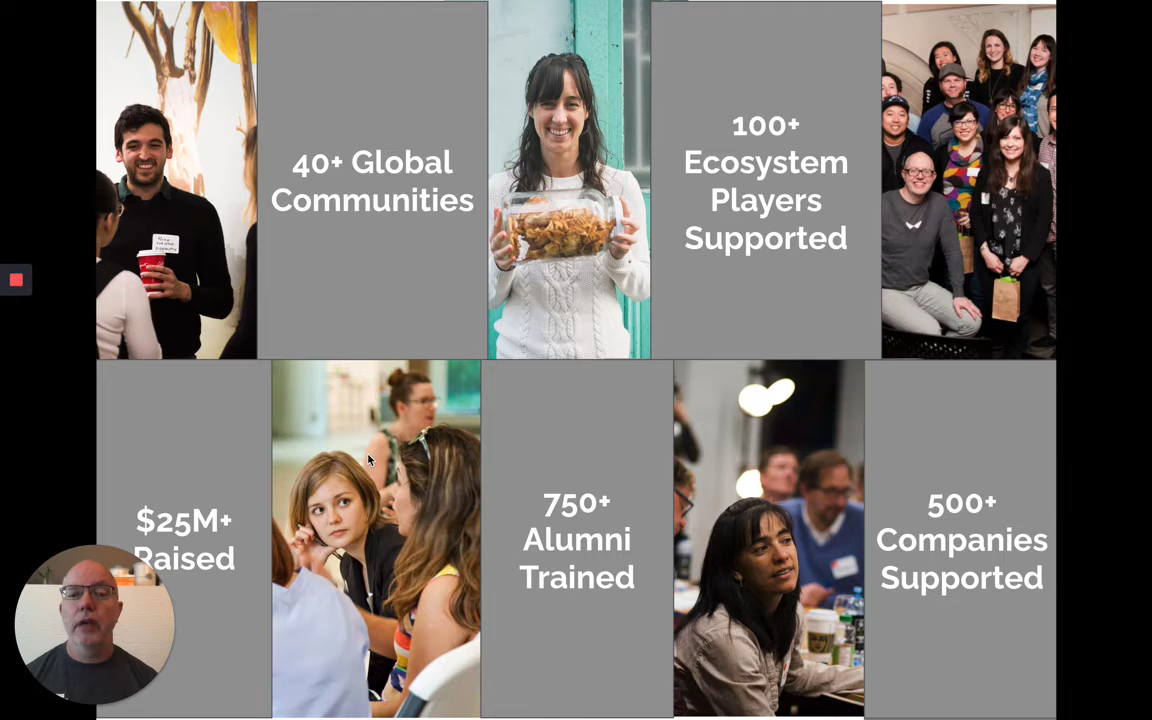 40+ Global
Communities
100+
Ecosystem
Players
Supported
$25M+
Raised
750+
Alumni
Trained
500+
Companies
Supported